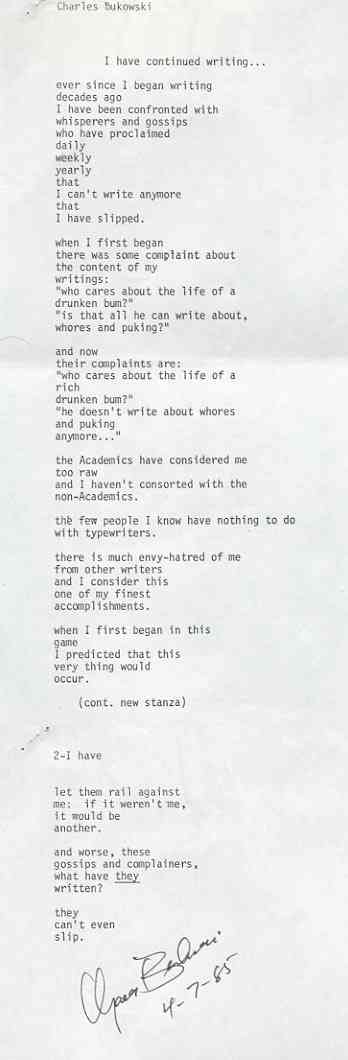 Charles Bukowski
I have continued writing...
ever since I began writing
decades ago
I have been confronted with
whisperers and gossips
who have proclaimed
daily
weekly
yearly
that
I can't write anymore
that
I have slipped.
when I first began
there was some complaint about
the content of my
writings:
"who cares about the life of a
drunken bum?"
"is that all he can write about,
whores and puking?"
and now
their complaints are:
"who cares about the life of a
rich
drunken bum?"
"he doesn't write about whores
and puking
anymore..."
the Academics have considered me
too raw
and I haven't consorted with the
non-Academics.
the few people I know have nothing to do
with typewriters.
there is much envy-hatred of me
from other writers
and I consider this
one of my finest
accomplishments.
when I first began in this
game
I predicted that this
very thing would
occur.
(cont. new stanza)
2-I have
let them rail against
me: if it weren't me,
it would be
another.
and worse, these
gossips and complainers,
what have they
written?
they
can't even
slip.
Charles Bukowski
4-7-85